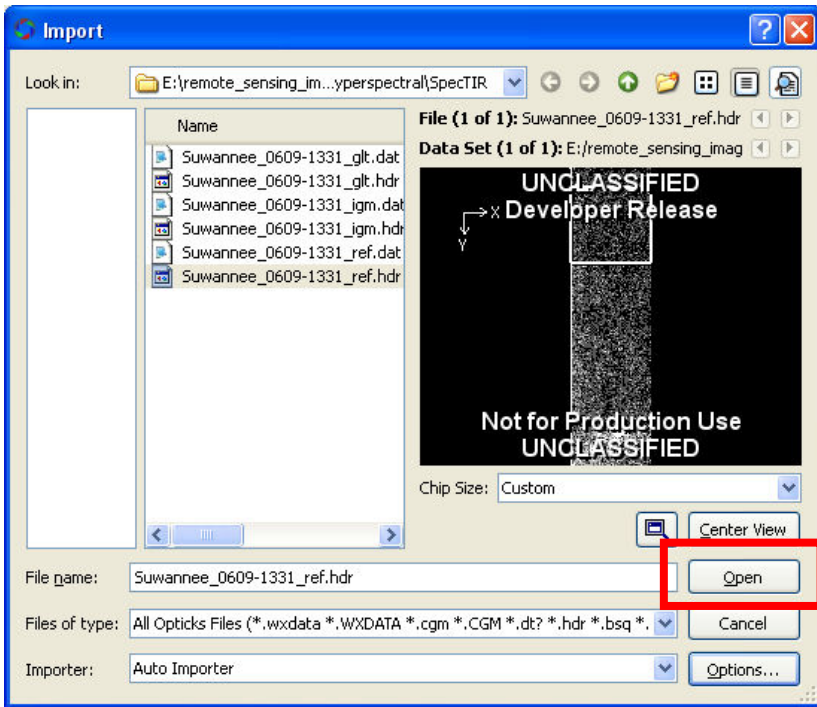 Import
Look in:
E:\remote_sensing_im...yperspectral\SpecTIR
Name
Suwannee_0609-1331_glt.dat
Suwannee_0609-1331_glt.hdr
Suwannee_0609-1331_igm.dat
Suwannee_0609-1331_igm.hdr
Suwannee_0609-1331_ref.dat
Suwannee_0609-1331_ref.hdr
File (1 of 1): Suwannee_0609-1331_ref.hdr
Data Set (1 of 1): E:/remote_sensing_imag
UNCLASSIFIED
X Developer Release
Y
Not for Production Use
UNCLASSIFIED
Chip Size: Custom
Center View
File name: Suwannee_0609-1331_ref.hdr
Open
Files of type: All Opticks Files (*.wxdata *.WXDATA *.cgm *.CGM *.dt? *.hdr *.bsq *.
Cancel
Importer: Auto Importer
Options...